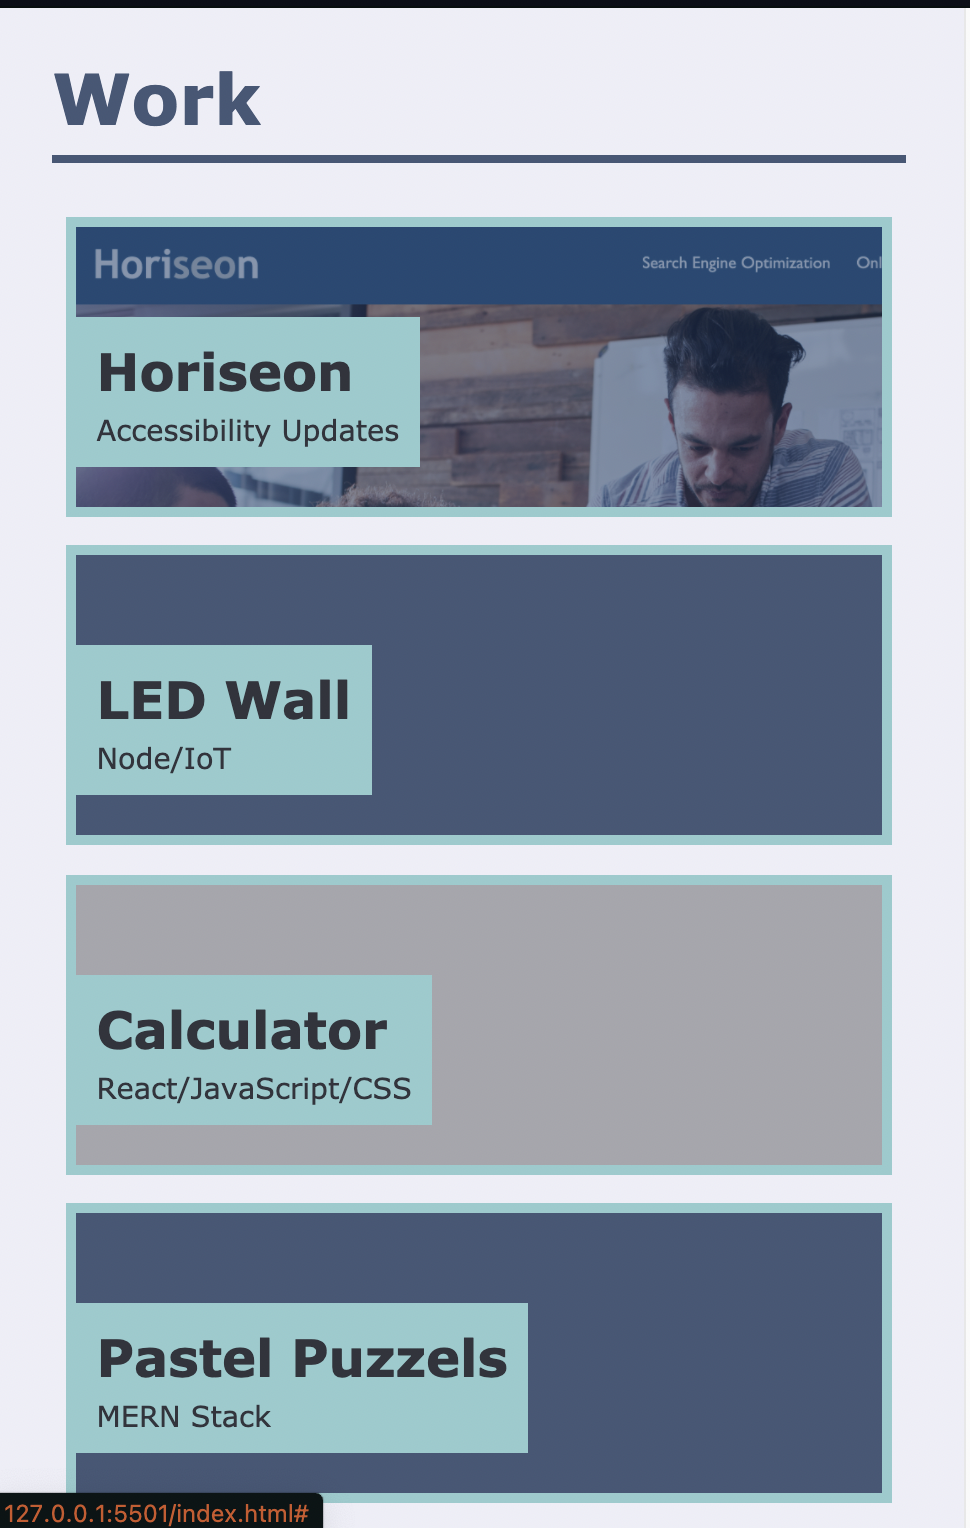 Work
Horiseon
Search Engine Optimization Onl
Horiseon
Accessibility Updates
LED Wall
Node/IoT
Calculator
React/JavaScript/CSS
Pastel Puzzels
MERN Stack
127.0.0.1:5501/index.html#